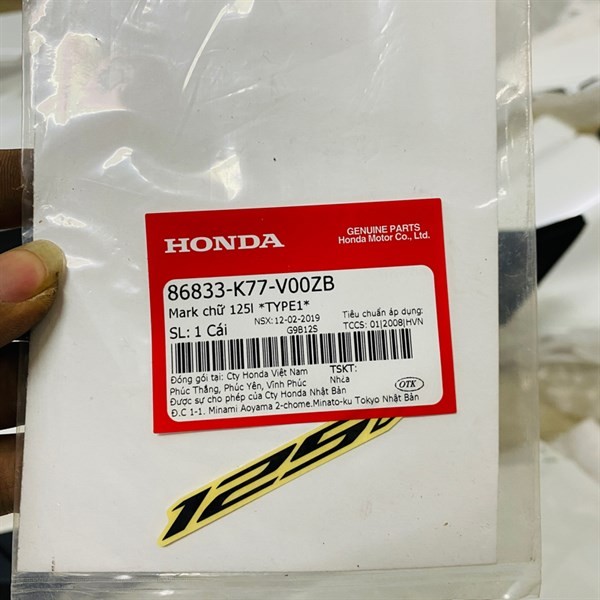 HONDA
GENUINE PARTS
Honda Motor Co., Ltd.
86833-K77-V00ZB
Mark chữ 125I *TYPE1*
NSX:12-02-2019
Tiêu chuẩn áp dụng:
SL: 1 Cái
G9B12S
TCCS: 01|2008|HVN
Đóng gói tại: Cty Honda Việt Nam
TSKT:
Phúc Thắng, Phúc Yên, Vĩnh Phúc
Nhựa
Được sự cho phép của Cty Honda Nhật Bản
OTK
Đ.C 1-1. Minami Aoyama 2-chome.Minato-ku Tokyo Nhật Bản
125